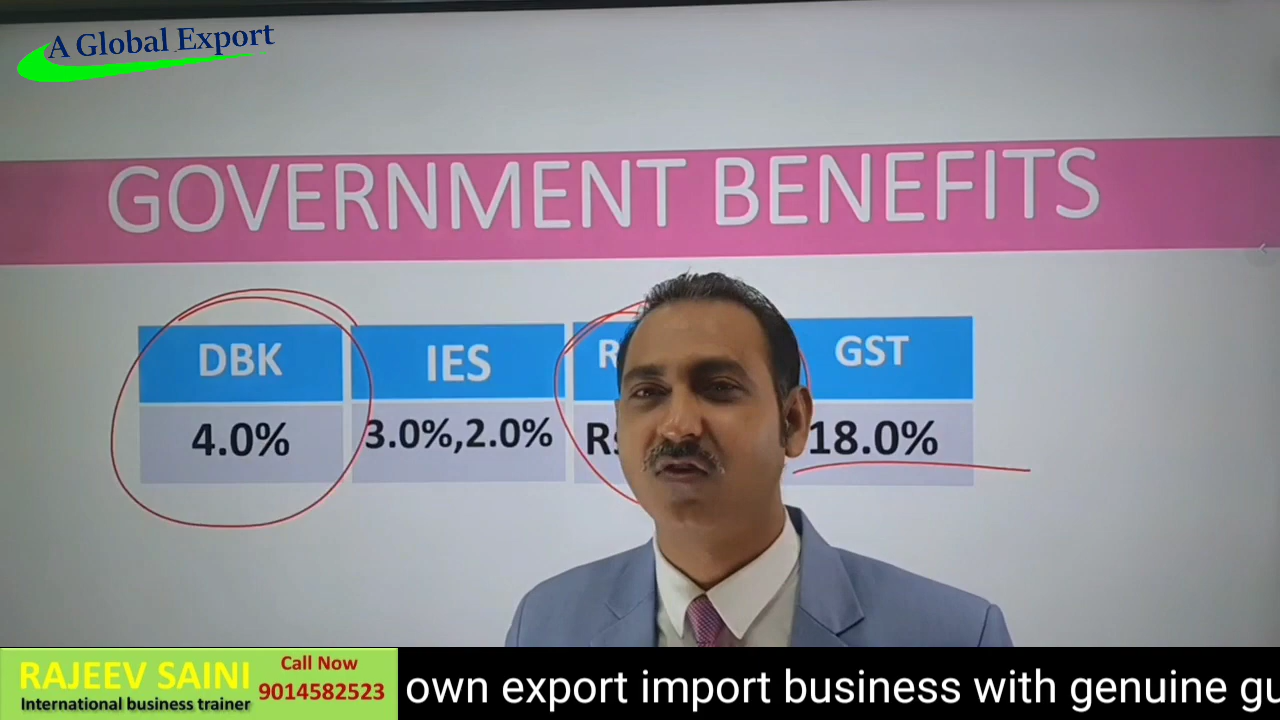 A Global Export
GOVERNMENT BENEFITS
DBK
IES
GST
4.0%
3.0%,2.0%
18.0%
RAJEEV SAINI
International business trainer
Call Now
9014582523
own export import business with genuine